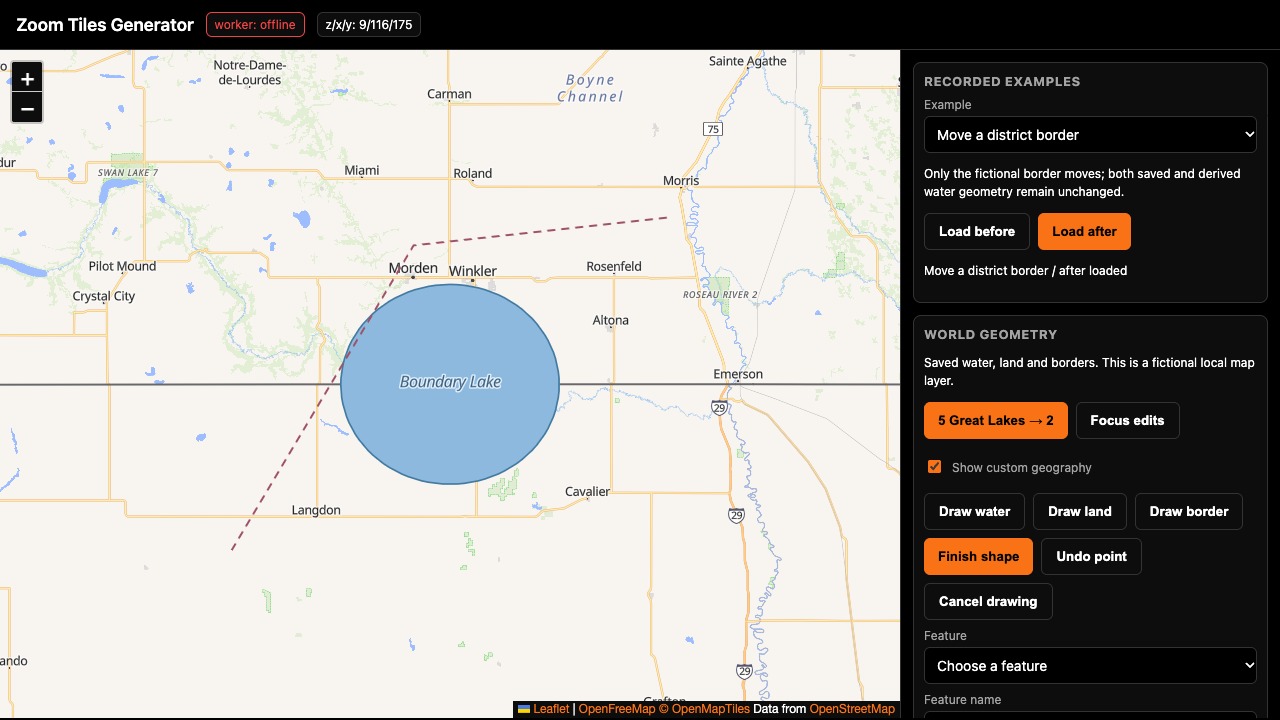 Zoom Tiles Generator
worker: offline
z/x/y: 9/116/175
+
−
Notre-Dame-
de-Lourdes
Carman
Boyne
Channel
Sainte Agathe
75
SWAN LAKE 7
Miami
Roland
Morris
Pilot Mound
Morden
Winkler
Rosenfeld
Crystal City
ROSEAU RIVER 2
Altona
Boundary Lake
Emerson
29
Cavalier
Langdon
29
29
Leaflet | OpenFreeMap © OpenMapTiles Data from OpenStreetMap
RECORDED EXAMPLES
Example
Move a district border
Only the fictional border moves; both saved and derived
water geometry remain unchanged.
Load before
Load after
Move a district border / after loaded
WORLD GEOMETRY
Saved water, land and borders. This is a fictional local map
layer.
5 Great Lakes → 2
Focus edits
Show custom geography
Draw water
Draw land
Draw border
Finish shape
Undo point
Cancel drawing
Feature
Choose a feature
Feature name